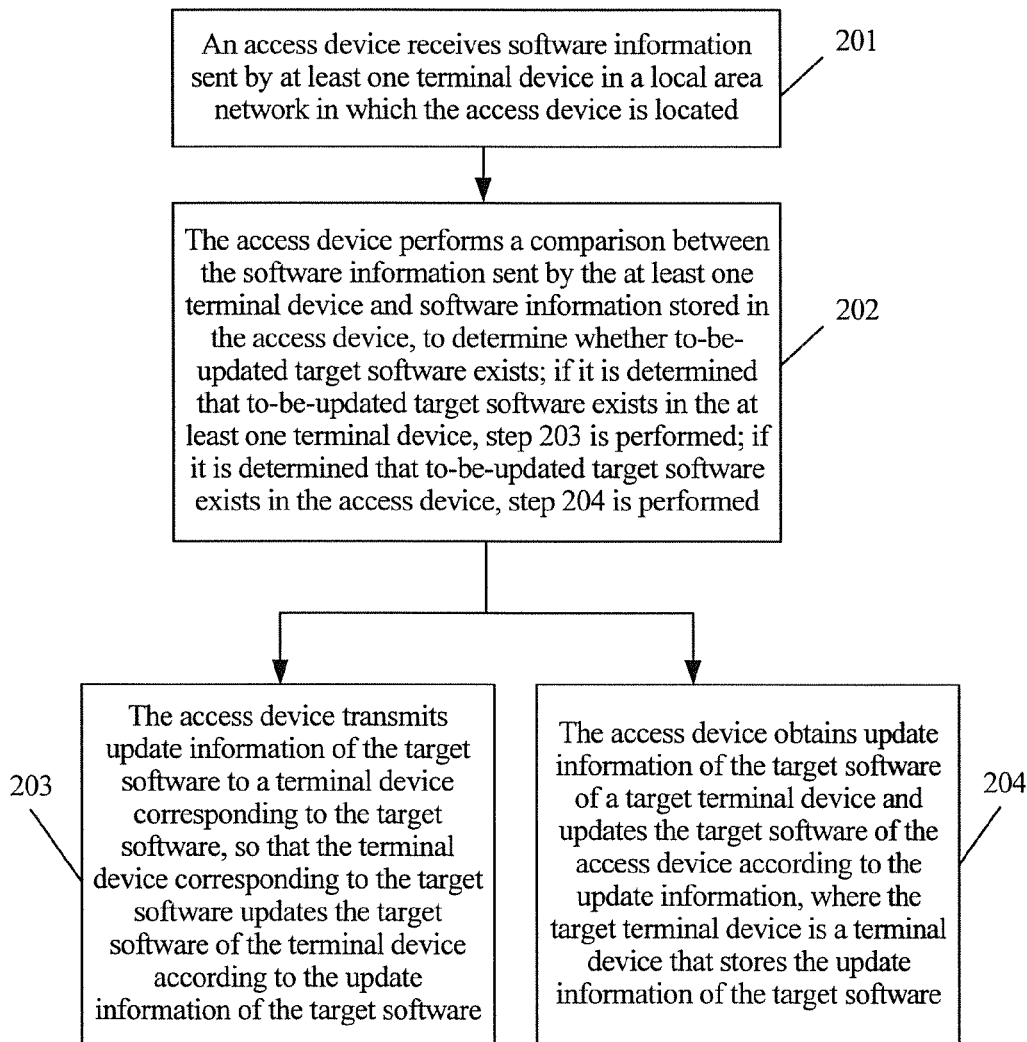 An access device receives software information
sent by at least one terminal device in a local area
network in which the access device is located
201
The access device performs a comparison between
the software information sent by the at least one
terminal device and software information stored in
the access device, to determine whether to-be-
updated target software exists; if it is determined
that to-be-updated target software exists in the at
least one terminal device, step 203 is performed; if
it is determined that to-be-updated target software
exists in the access device, step 204 is performed
202
The access device transmits
update information of the target
software to a terminal device
corresponding to the target
software, so that the terminal
device corresponding to the target
software updates the target
software of the terminal device
according to the update
information of the target software
203
The access device obtains update
information of the target software
of a target terminal device and
updates the target software of the
access device according to the
update information, where the
target terminal device is a terminal
device that stores the update
information of the target software
204